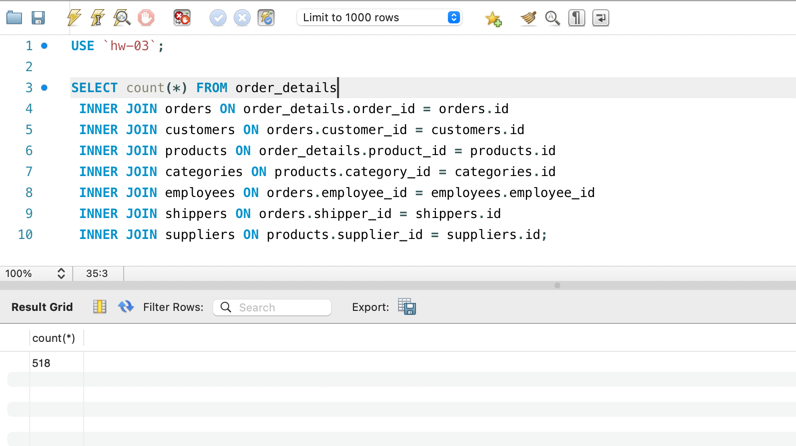 Limit to 1000 rows
1 USE `hw-03`;
2
3 SELECT count(*) FROM order_details
4 INNER JOIN orders ON order_details.order_id = orders.id
5 INNER JOIN customers ON orders.customer_id = customers.id
6 INNER JOIN products ON order_details.product_id = products.id
7 INNER JOIN categories ON products.category_id = categories.id
8 INNER JOIN employees ON orders.employee_id = employees.employee_id
9 INNER JOIN shippers ON orders.shipper_id = shippers.id
10 INNER JOIN suppliers ON products.supplier_id = suppliers.id;
100% 35:3
Result Grid Filter Rows: Search Export:
count(*)
518